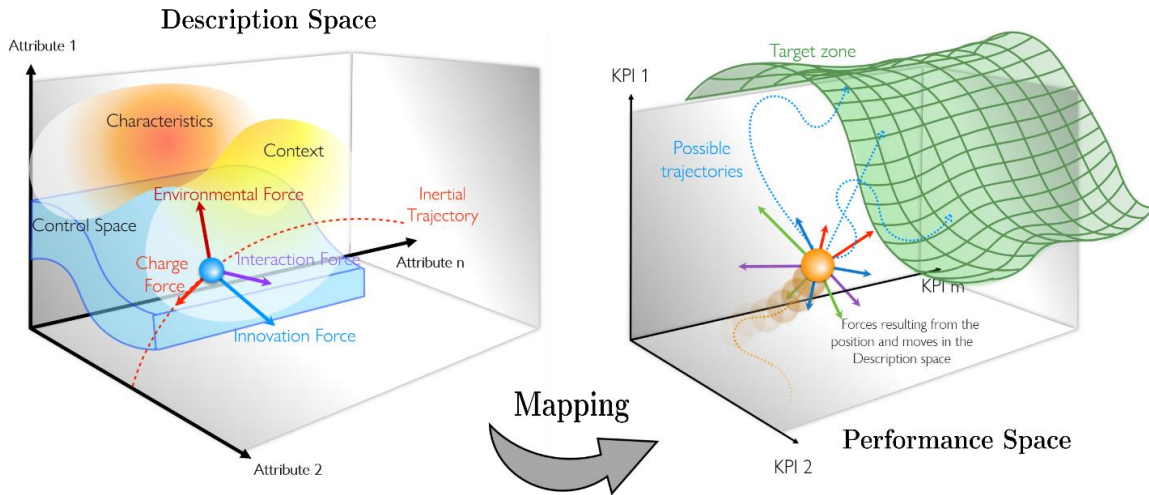 Description Space
Attribute 1
Characteristics
Context
Environmental Force
Inertial
Trajectory
Control Space
Charge
Force
Interaction Force
Attribute n
Innovation Force
Attribute 2
Mapping
Target zone
KPI 1
Possible
trajectories
KPI m
Forces resulting from the
position and moves in the
Description space
Performance Space
KPI 2